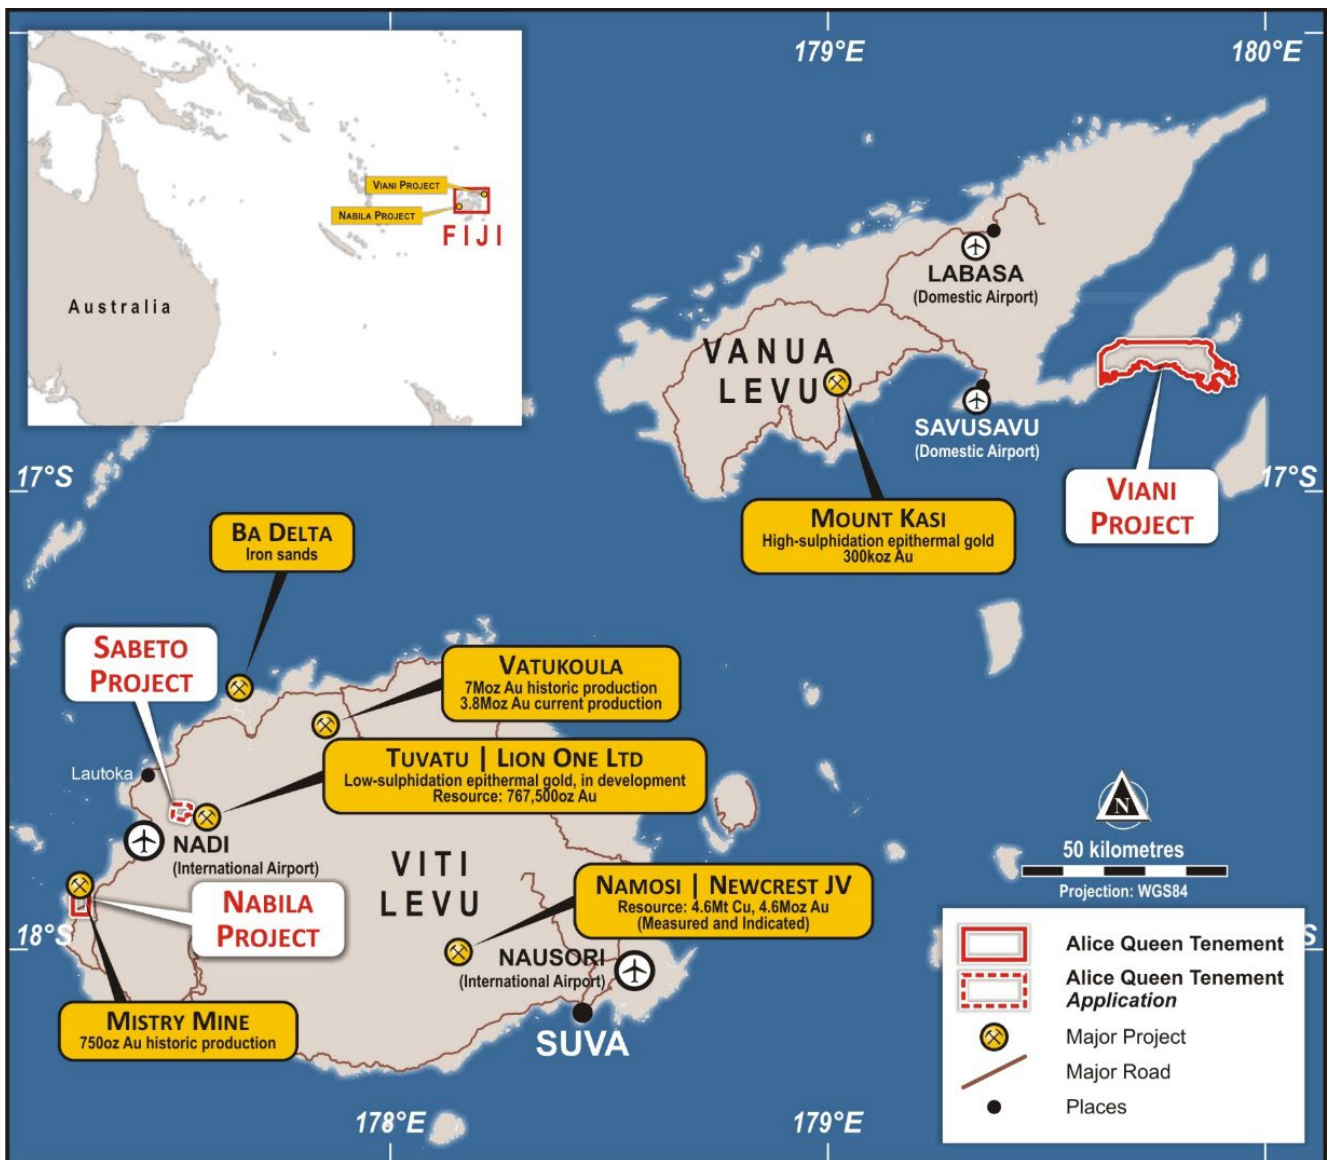 179°E
180°E
VIANI PROJECT
NABILA PROJECT
FIJI
Australia
LABASA
(Domestic Airport)
VANUA
LEVU
SAVUSAVU
(Domestic Airport)
17°S
17°S
VIANI
PROJECT
MOUNT KASI
High-sulphidation epithermal gold
300koz Au
BA DELTA
Iron sands
SABETO
PROJECT
VATUKOULA
7Moz Au historic production
3.8Moz Au current production
TUVATU | LION ONE LTD
Low-sulphidation epithermal gold, in development
Resource: 767,500oz Au
Lautoka
NADI
(International Airport)
VITI
LEVU
NABILA
PROJECT
NAMOSI | NEWCREST JV
Resource: 4.6Mt Cu, 4.6Moz Au
(Measured and Indicated)
18°S
NAUSORI
(International Airport)
MISTRY MINE
750oz Au historic production
SUVA
178°E
179°E
N
50 kilometres
Projection: WGS84
Alice Queen Tenement
Alice Queen Tenement
Application
Major Project
Major Road
Places
S